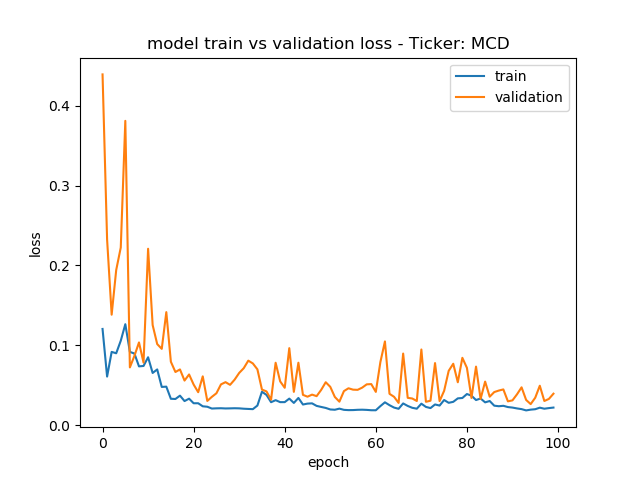 model train vs validation loss - Ticker: MCD
train
validation
0.4
0.3
0.2
0.1
0.0
loss
0 20 40 60 80 100
epoch